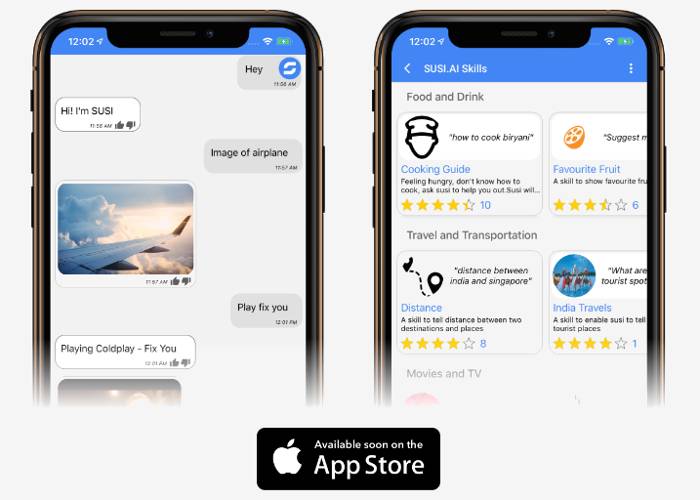 12:02
Hey
11:56 AM
Hi! I'm SUSI
11:56 AM
Image of airplane
11:57 AM
11:57 AM
Play fix you
12:01 PM
Playing Coldplay - Fix You
12:01 AM
12:02
SUSI.AI Skills
Food and Drink
"how to cook biryani"
"Suggest m
Cooking Guide
Favourite Fruit
Feeling hungry, don't know how to
cook, ask susi to help you out.Susi will...
A skill to show favourite fru
10
6
Travel and Transportation
"distance between
india and singapore"
"What are
tourist spot
Distance
India Travels
A skill to tell distance between two
destinations and places
A skill to enable susi to tell
tourist places
8
1
Movies and TV
Available soon on the
App Store